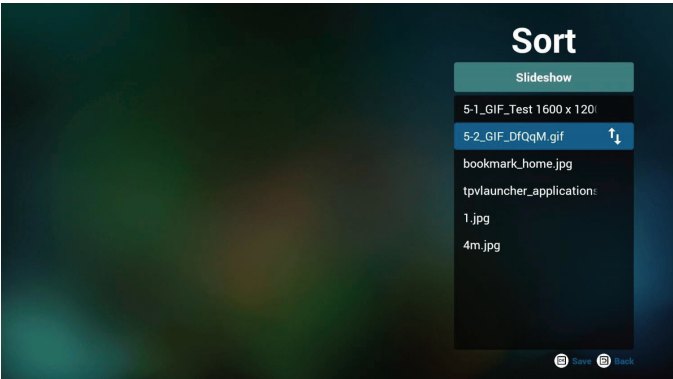 Sort
Slideshow
5-1_GIF_Test 1600 x 120
5-2_GIF_DfQqM.gif
bookmark_home.jpg
tpvlauncher_applications
1.jpg
4m.jpg
Save Back